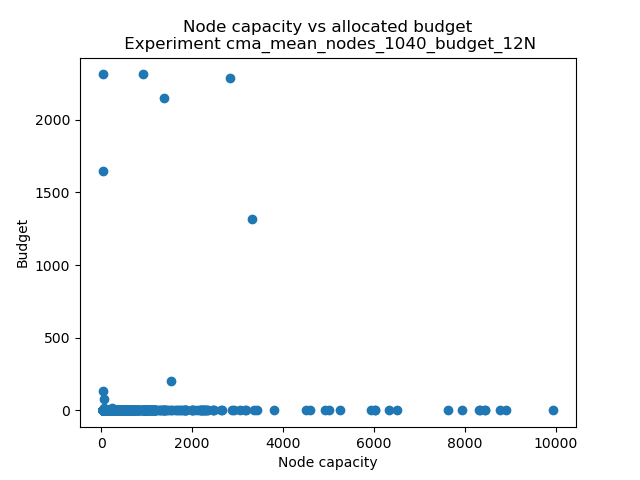 Node capacity vs allocated budget
Experiment cma_mean_nodes_1040_budget_12N
Budget
2000
1500
1000
500
0
0 2000 4000 6000 8000 10000
Node capacity